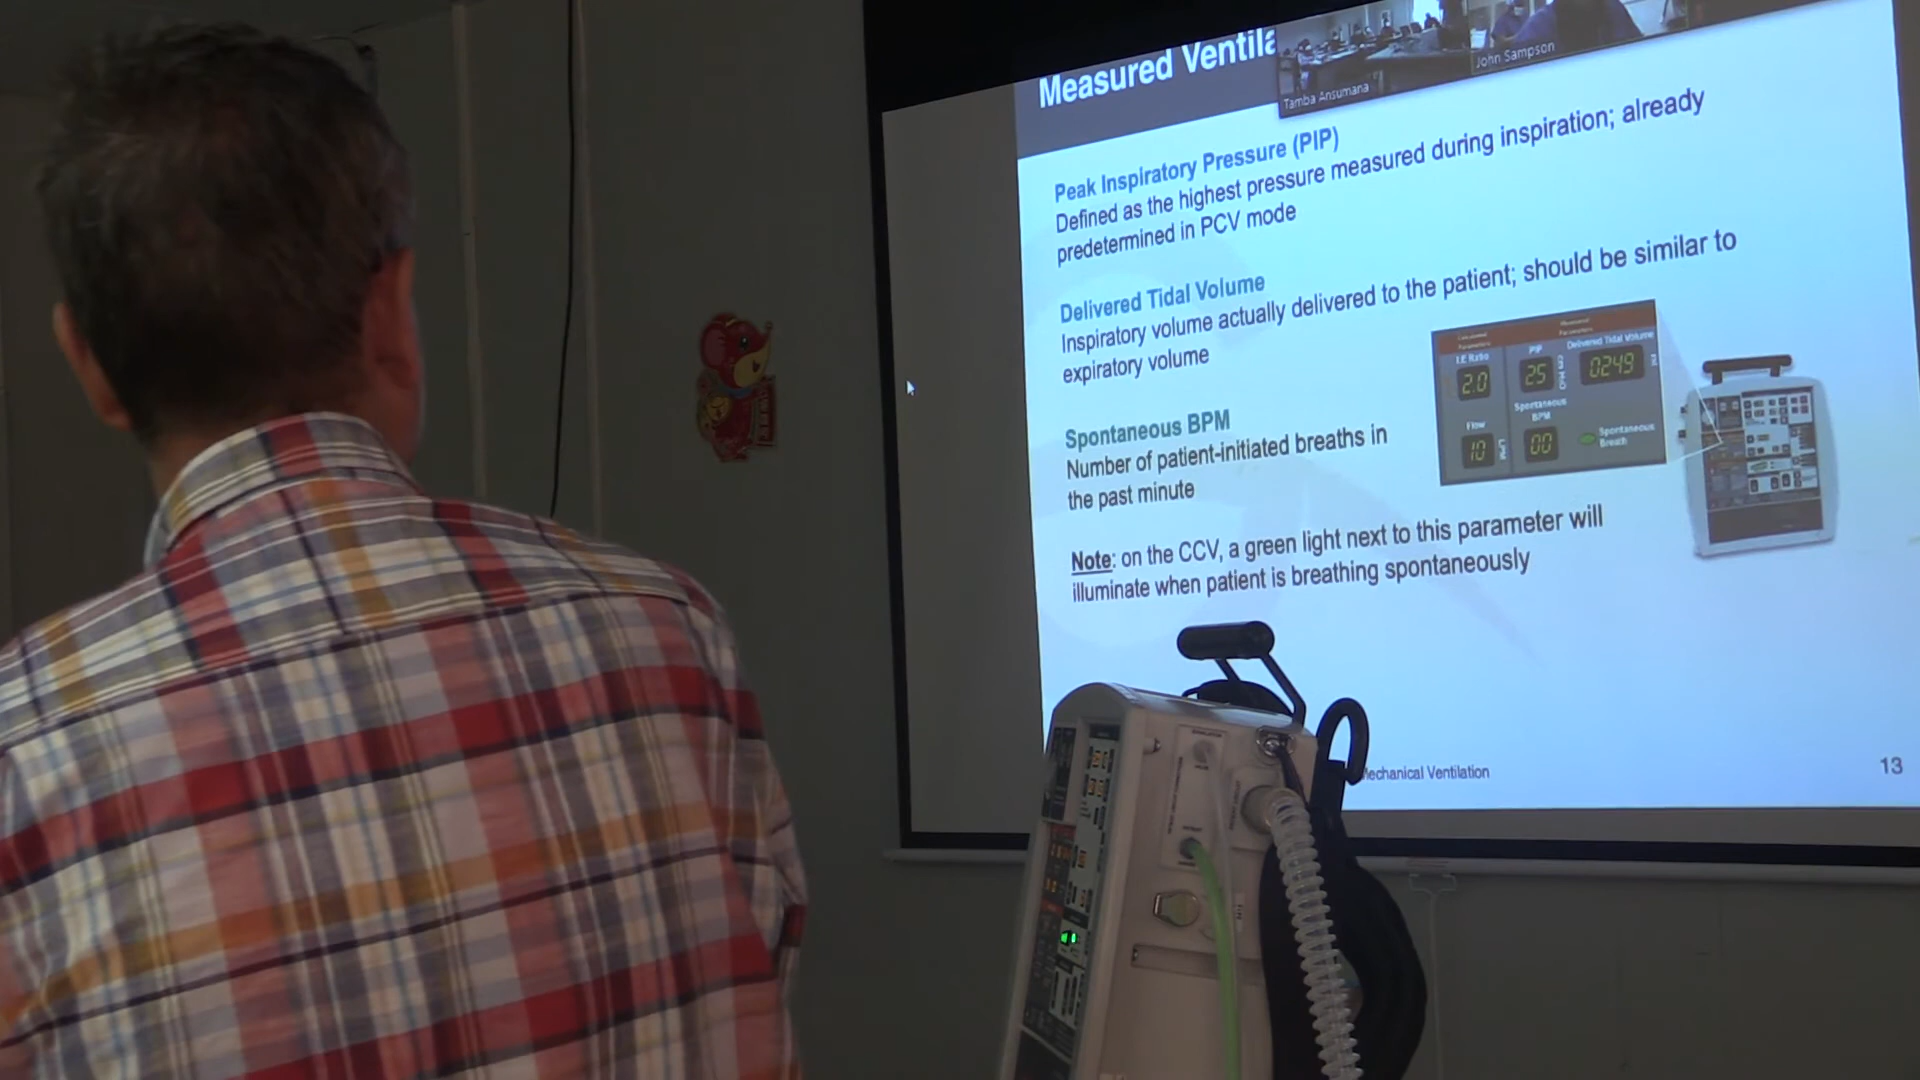 Measured Ventila
Tamba Ansumana
John Sampson
Peak Inspiratory Pressure (PIP)
Defined as the highest pressure measured during inspiration; already
predetermined in PCV mode
Delivered Tidal Volume
Inspiratory volume actually delivered to the patient; should be similar to
expiratory volume
Spontaneous BPM
Number of patient-initiated breaths in
the past minute
Note: on the CCV, a green light next to this parameter will
illuminate when patient is breathing spontaneously
I:E Ratio
2.0
PIP
25
Delivered Tidal Volume
0249
Flow
10
LPM
Spontaneous
BPM
00
Spontaneous
Breath
Mechanical Ventilation
13